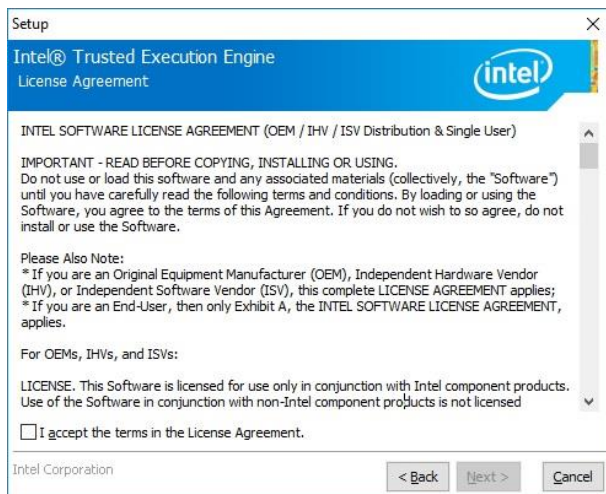 Setup
Intel® Trusted Execution Engine
License Agreement
intel
INTEL SOFTWARE LICENSE AGREEMENT (OEM / IHV / ISV Distribution & Single User)
IMPORTANT - READ BEFORE COPYING, INSTALLING OR USING.
Do not use or load this software and any associated materials (collectively, the "Software")
until you have carefully read the following terms and conditions. By loading or using the
Software, you agree to the terms of this Agreement. If you do not wish to so agree, do not
install or use the Software.
Please Also Note:
* If you are an Original Equipment Manufacturer (OEM), Independent Hardware Vendor
(IHV), or Independent Software Vendor (ISV), this complete LICENSE AGREEMENT applies;
* If you are an End-User, then only Exhibit A, the INTEL SOFTWARE LICENSE AGREEMENT,
applies.
For OEMs, IHVs, and ISVs:
LICENSE. This Software is licensed for use only in conjunction with Intel component products.
Use of the Software in conjunction with non-Intel component products is not licensed
I accept the terms in the License Agreement.
Intel Corporation
< Back
Next >
Cancel